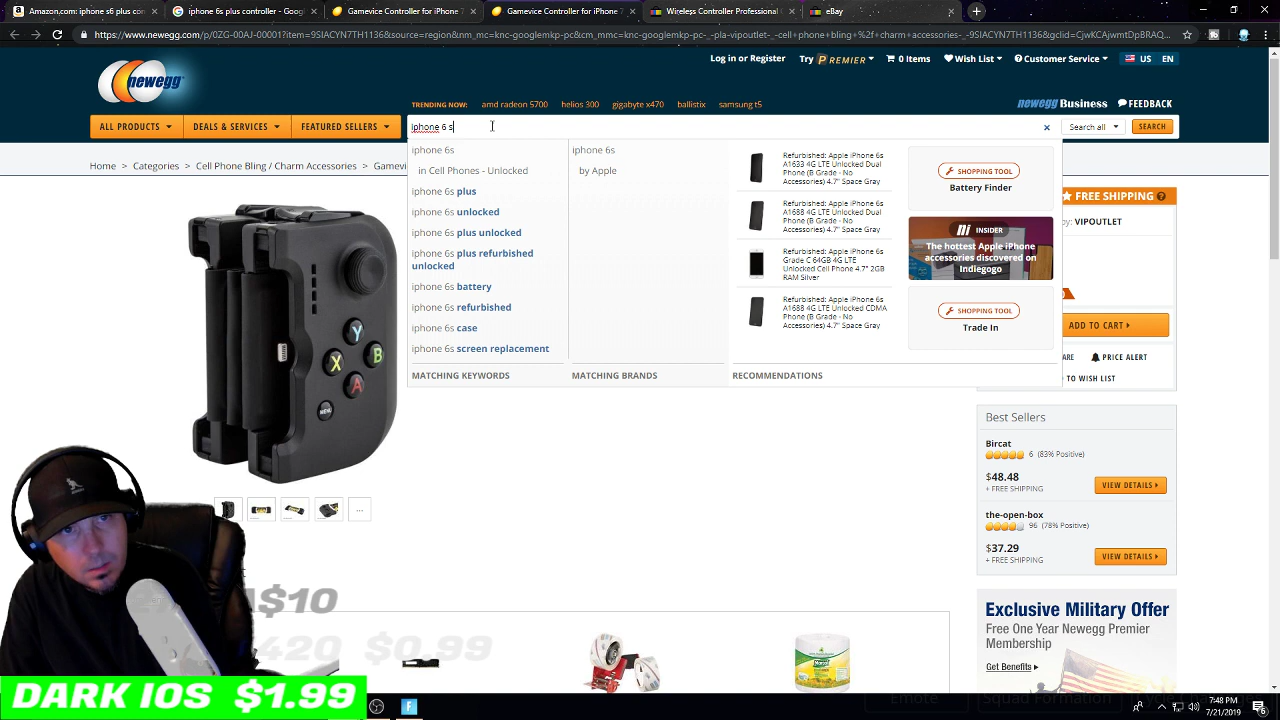 Amazon.com: iphone s6 plus con
iphone s6 plus controller - Goo
Gamevice Controller for iPhone
Gamevice Controller for iPhone
Wired Controllers Professional
eBay
https://www.newegg.com/p/0ZG-00AJ-00001?item=9SIACYN7TH1136&source=region&nm_mc=knc-googlemkp-pc&cm_mmc=knc-googlemkp-pc-_-pla-vipoutlet-_-cell+phone+bling+%2f+charm+accessories-_-9SIACYN7TH1136&gclid=CjwKCAjwmtDpBRAQ...
newegg
Log in or Register
Try PREMIER
0 Items
Wish List
Customer Service
US
EN
TRENDING NOW: amd radeon 5700 helios 300 gigabyte x470 ballistix samsung t5
newegg Business
FEEDBACK
ALL PRODUCTS
DEALS & SERVICES
FEATURED SELLERS
iphone 6 s
Search all
SEARCH
Home > Categories > Cell Phone Bling / Charm Accessories > Gamevi
iphone 6s
in Cell Phones - Unlocked
iphone 6s plus
iphone 6s unlocked
iphone 6s plus unlocked
iphone 6s plus refurbished
unlocked
iphone 6s battery
iphone 6s refurbished
iphone 6s case
iphone 6s screen replacement
MATCHING KEYWORDS
iphone 6s
by Apple
MATCHING BRANDS
Refurbished: Apple iPhone 6s
A1633 4G LTE Unlocked Dual
Phone (B Grade - No
Accessories) 4.7" Space Gray
Refurbished: Apple iPhone 6s
A1688 4G LTE Unlocked Dual
Phone (B Grade - No
Accessories) 4.7" Space Gray
Refurbished: Apple iPhone 6s
Grade C 64GB 4G LTE
Unlocked Cell Phone 4.7" 2GB
RAM Silver
Refurbished: Apple iPhone 6s
A1688 4G LTE Unlocked CDMA
Phone (B Grade - No
Accessories) 4.7" Space Gray
RECOMMENDATIONS
SHOPPING TOOL
Battery Finder
INSIDER
The hottest Apple iPhone
accessories discovered on
Indiegogo
SHOPPING TOOL
Trade In
FREE SHIPPING
by: VIPOUTLET
ADD TO CART
ARE
PRICE ALERT
TO WISH LIST
Y
X
B
A
MENU
...
Best Sellers
Bircat
6 (83% Positive)
$48.48
+ FREE SHIPPING
VIEW DETAILS
the-open-box
96 (78% Positive)
$37.29
+ FREE SHIPPING
VIEW DETAILS
Exclusive Military Offer
Free One Year Newegg Premier
Membership
Get Benefits
$10
420 $0.99
DARK IOS $1.99
Emote
Squad Formation
7:48 PM
7/21/2019